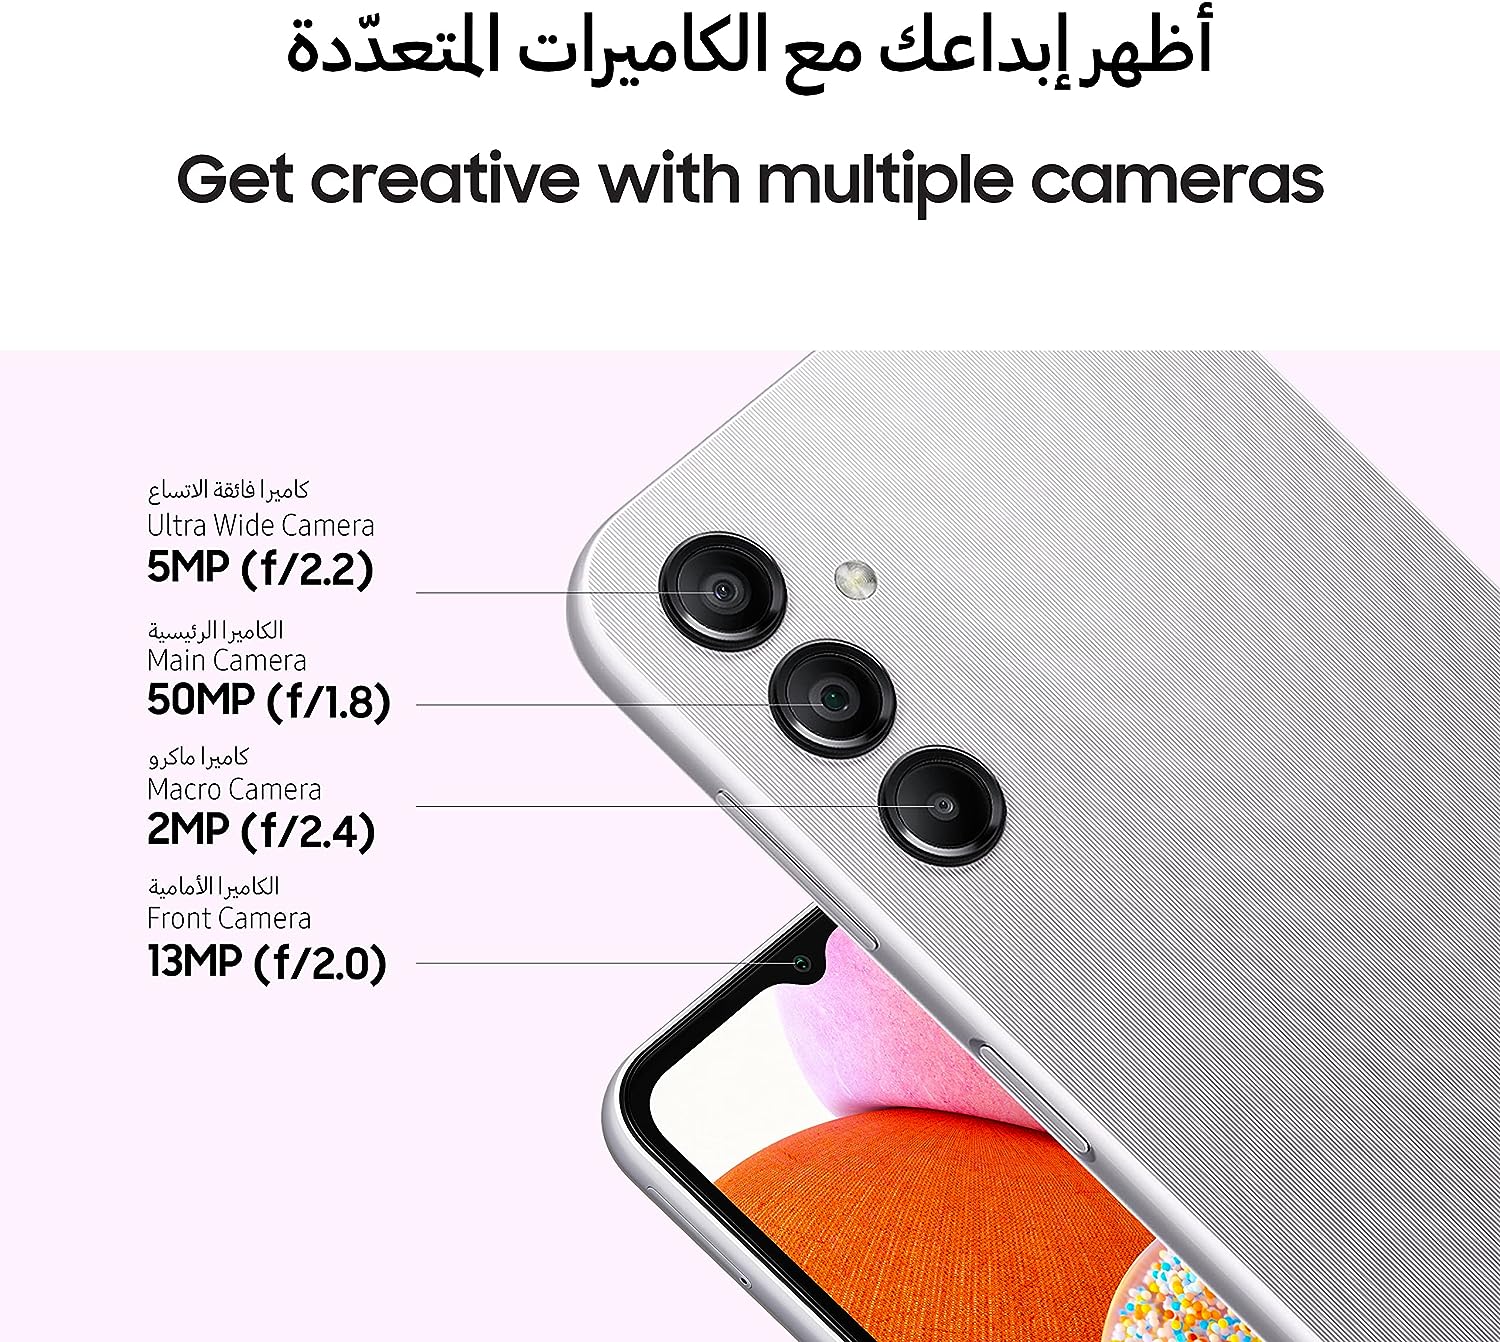 أظهر إبداعك مع الكاميرات المتعدّدة
Get creative with multiple cameras
كاميرا فائقة الاتساع
Ultra Wide Camera
5MP (f/2.2)
الكاميرا الرئيسية
Main Camera
50MP (f/1.8)
كاميرا ماكرو
Macro Camera
2MP (f/2.4)
الكاميرا الأمامية
Front Camera
13MP (f/2.0)